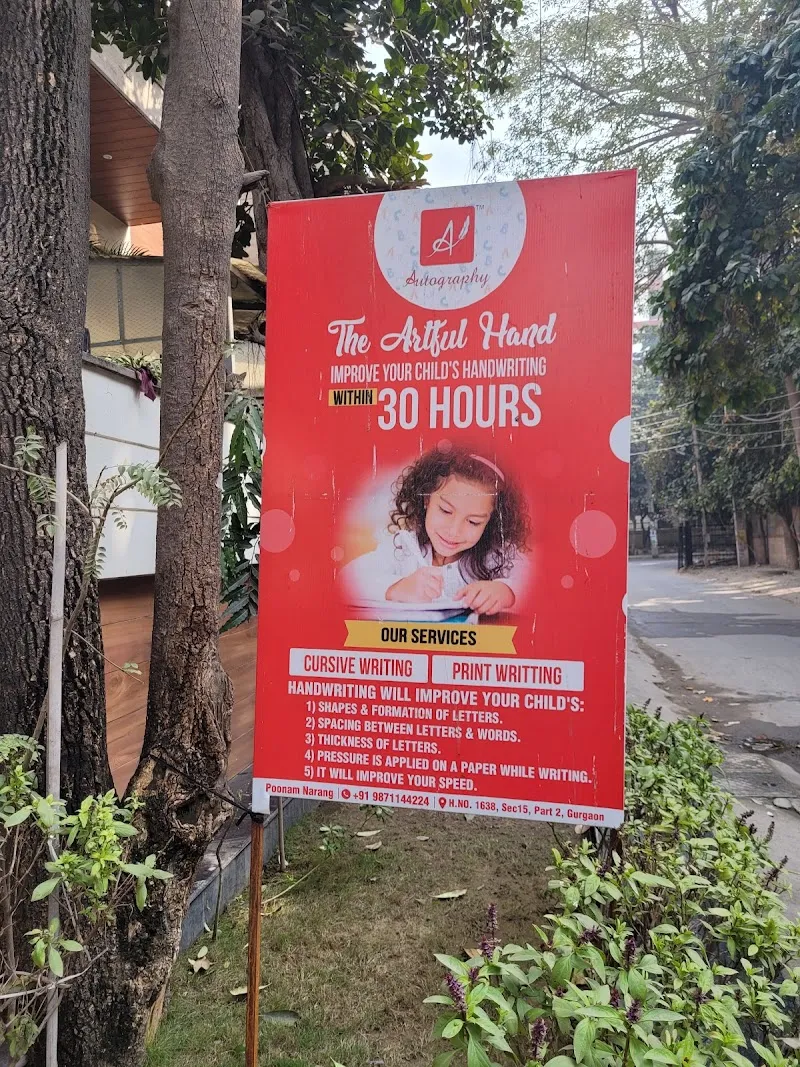 A TM
Autography
The Artful Hand
IMPROVE YOUR CHILD'S HANDWRITING
WITHIN 30 HOURS
OUR SERVICES
CURSIVE WRITING PRINT WRITTING
HANDWRITING WILL IMPROVE YOUR CHILD'S:
1) SHAPES & FORMATION OF LETTERS.
2) SPACING BETWEEN LETTERS & WORDS.
3) THICKNESS OF LETTERS.
4) PRESSURE IS APPLIED ON A PAPER WHILE WRITING.
5) IT WILL IMPROVE YOUR SPEED.
Poonam Narang | +91 9871144224 | H.NO. 1638, Sec15, Part 2, Gurgaon